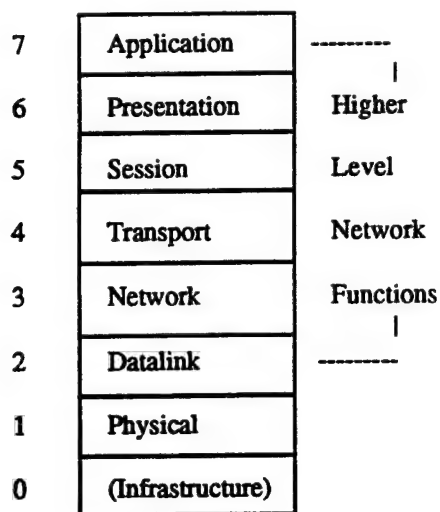 7 Application
6 Presentation Higher
5 Session Level
4 Transport Network
3 Network Functions
2 Datalink
1 Physical
0 (Infrastructure)